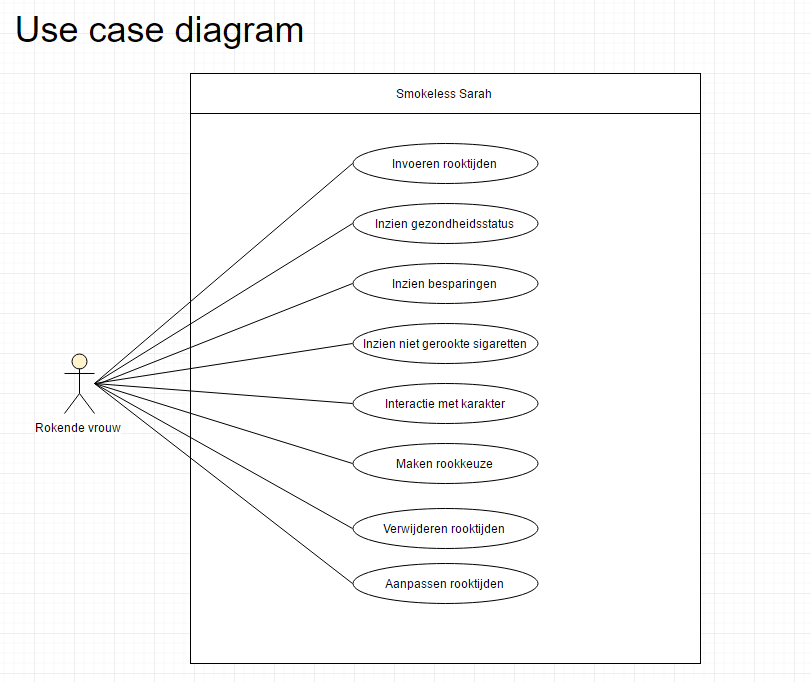 Use case diagram
Smokeless Sarah
Invoeren rooktijden
Inzien gezondheidsstatus
Inzien besparingen
Inzien niet gerookte sigaretten
Interactie met karakter
Rokende vrouw
Maken rookkeuze
Verwijderen rooktijden
Aanpassen rooktijden